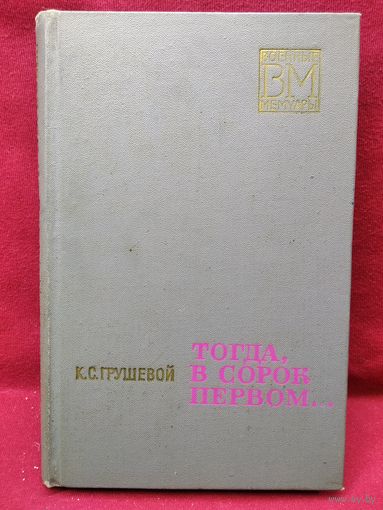 ВОЕННЫЕ
ВМ
МЕМУАРЫ
ТОГДА,
К.С.ГРУШЕВОЙ В СОРОК
ПЕРВОМ...